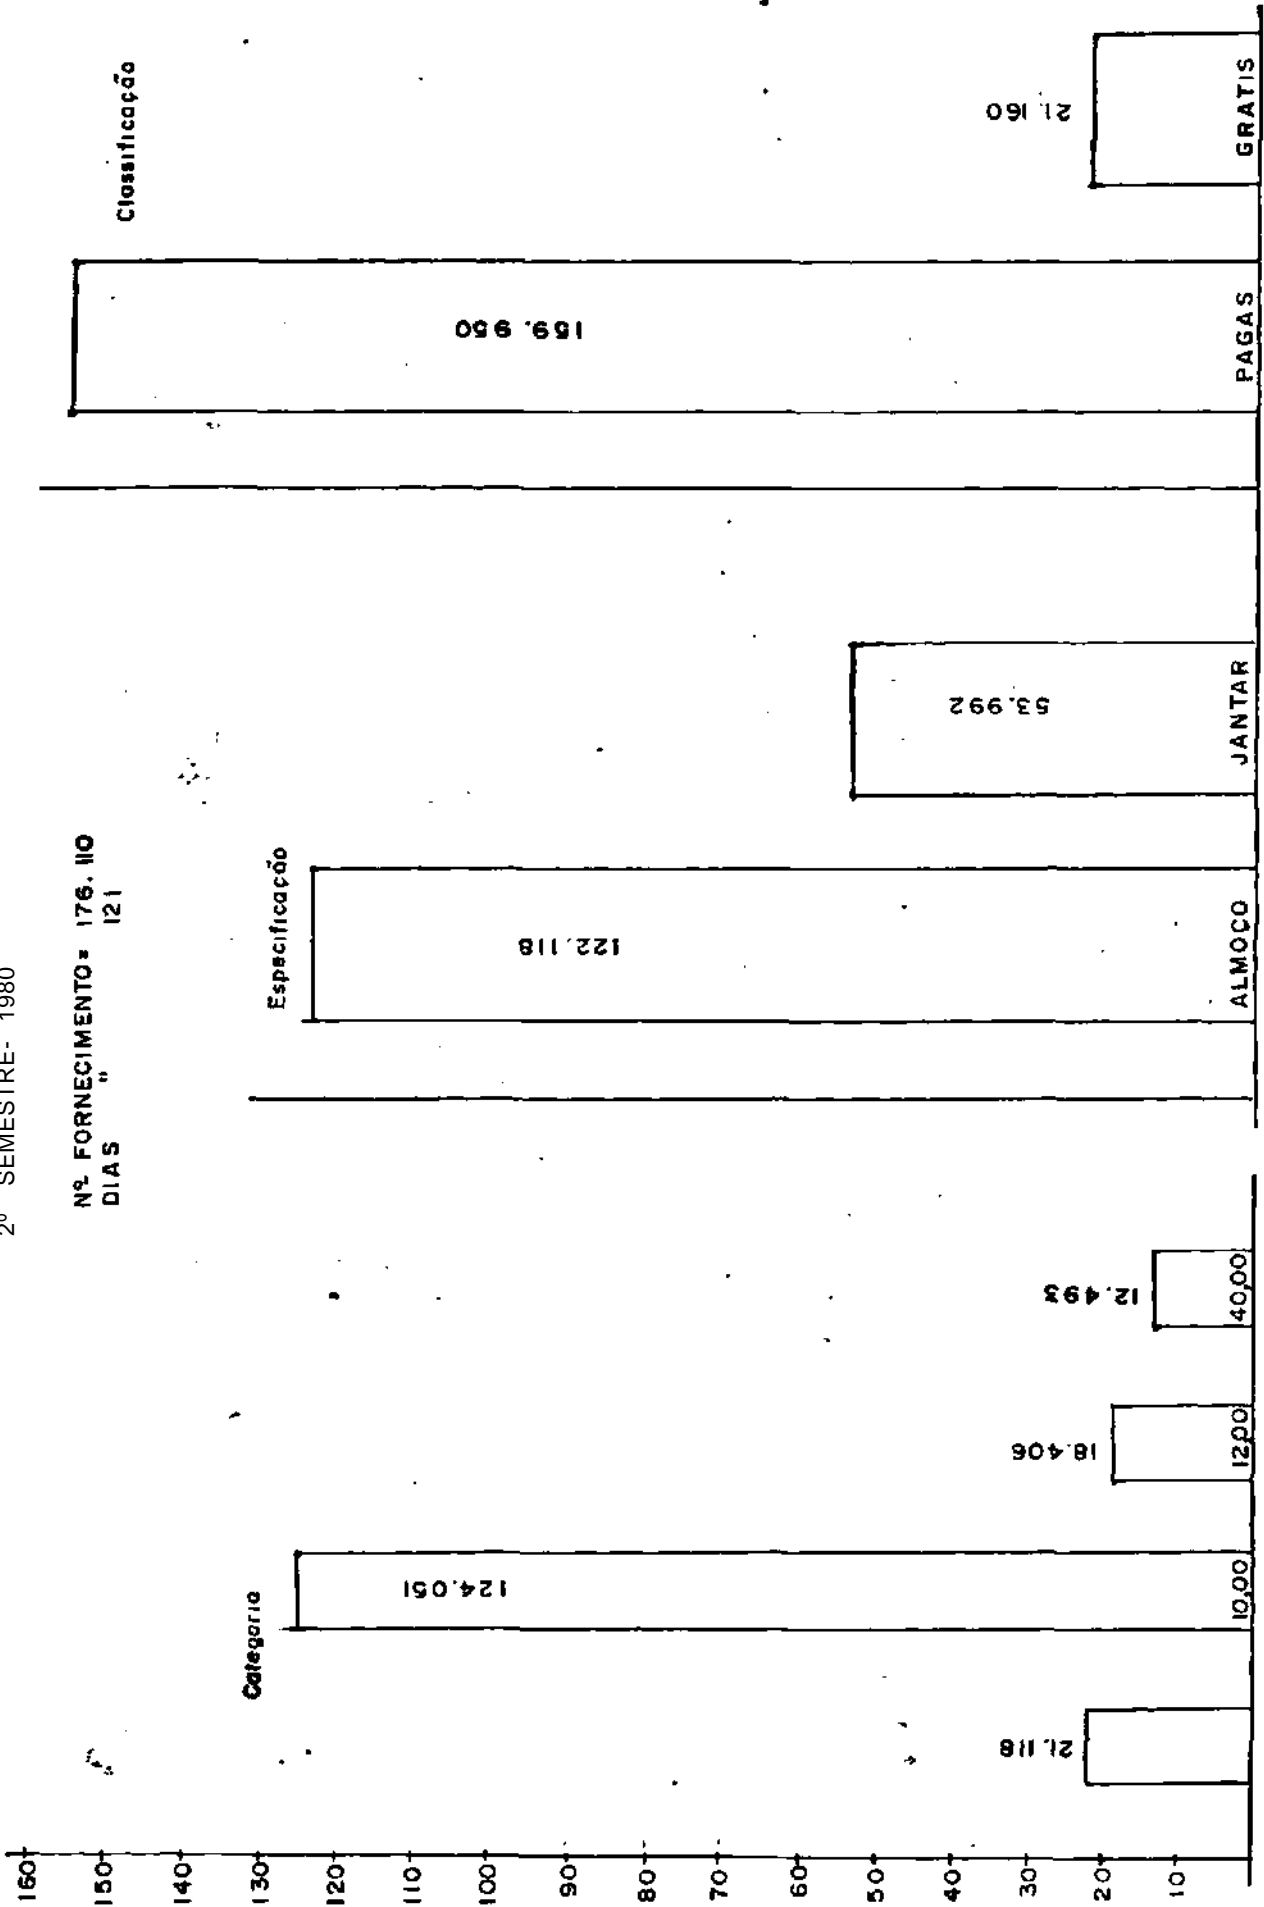 2º SEMESTRE- 1980
Nº FORNECIMENTO= 176.110
DIAS " 121
Categoria
Especificação
Classificação
160
150
140
130
120
110
100
90
80
70
60
50
40
30
20
10
21.118
124.051
10,00
18.406
12,00
12.493
40,00
122.118
ALMOÇO
53.992
JANTAR
159.950
PAGAS
21.160
GRATIS